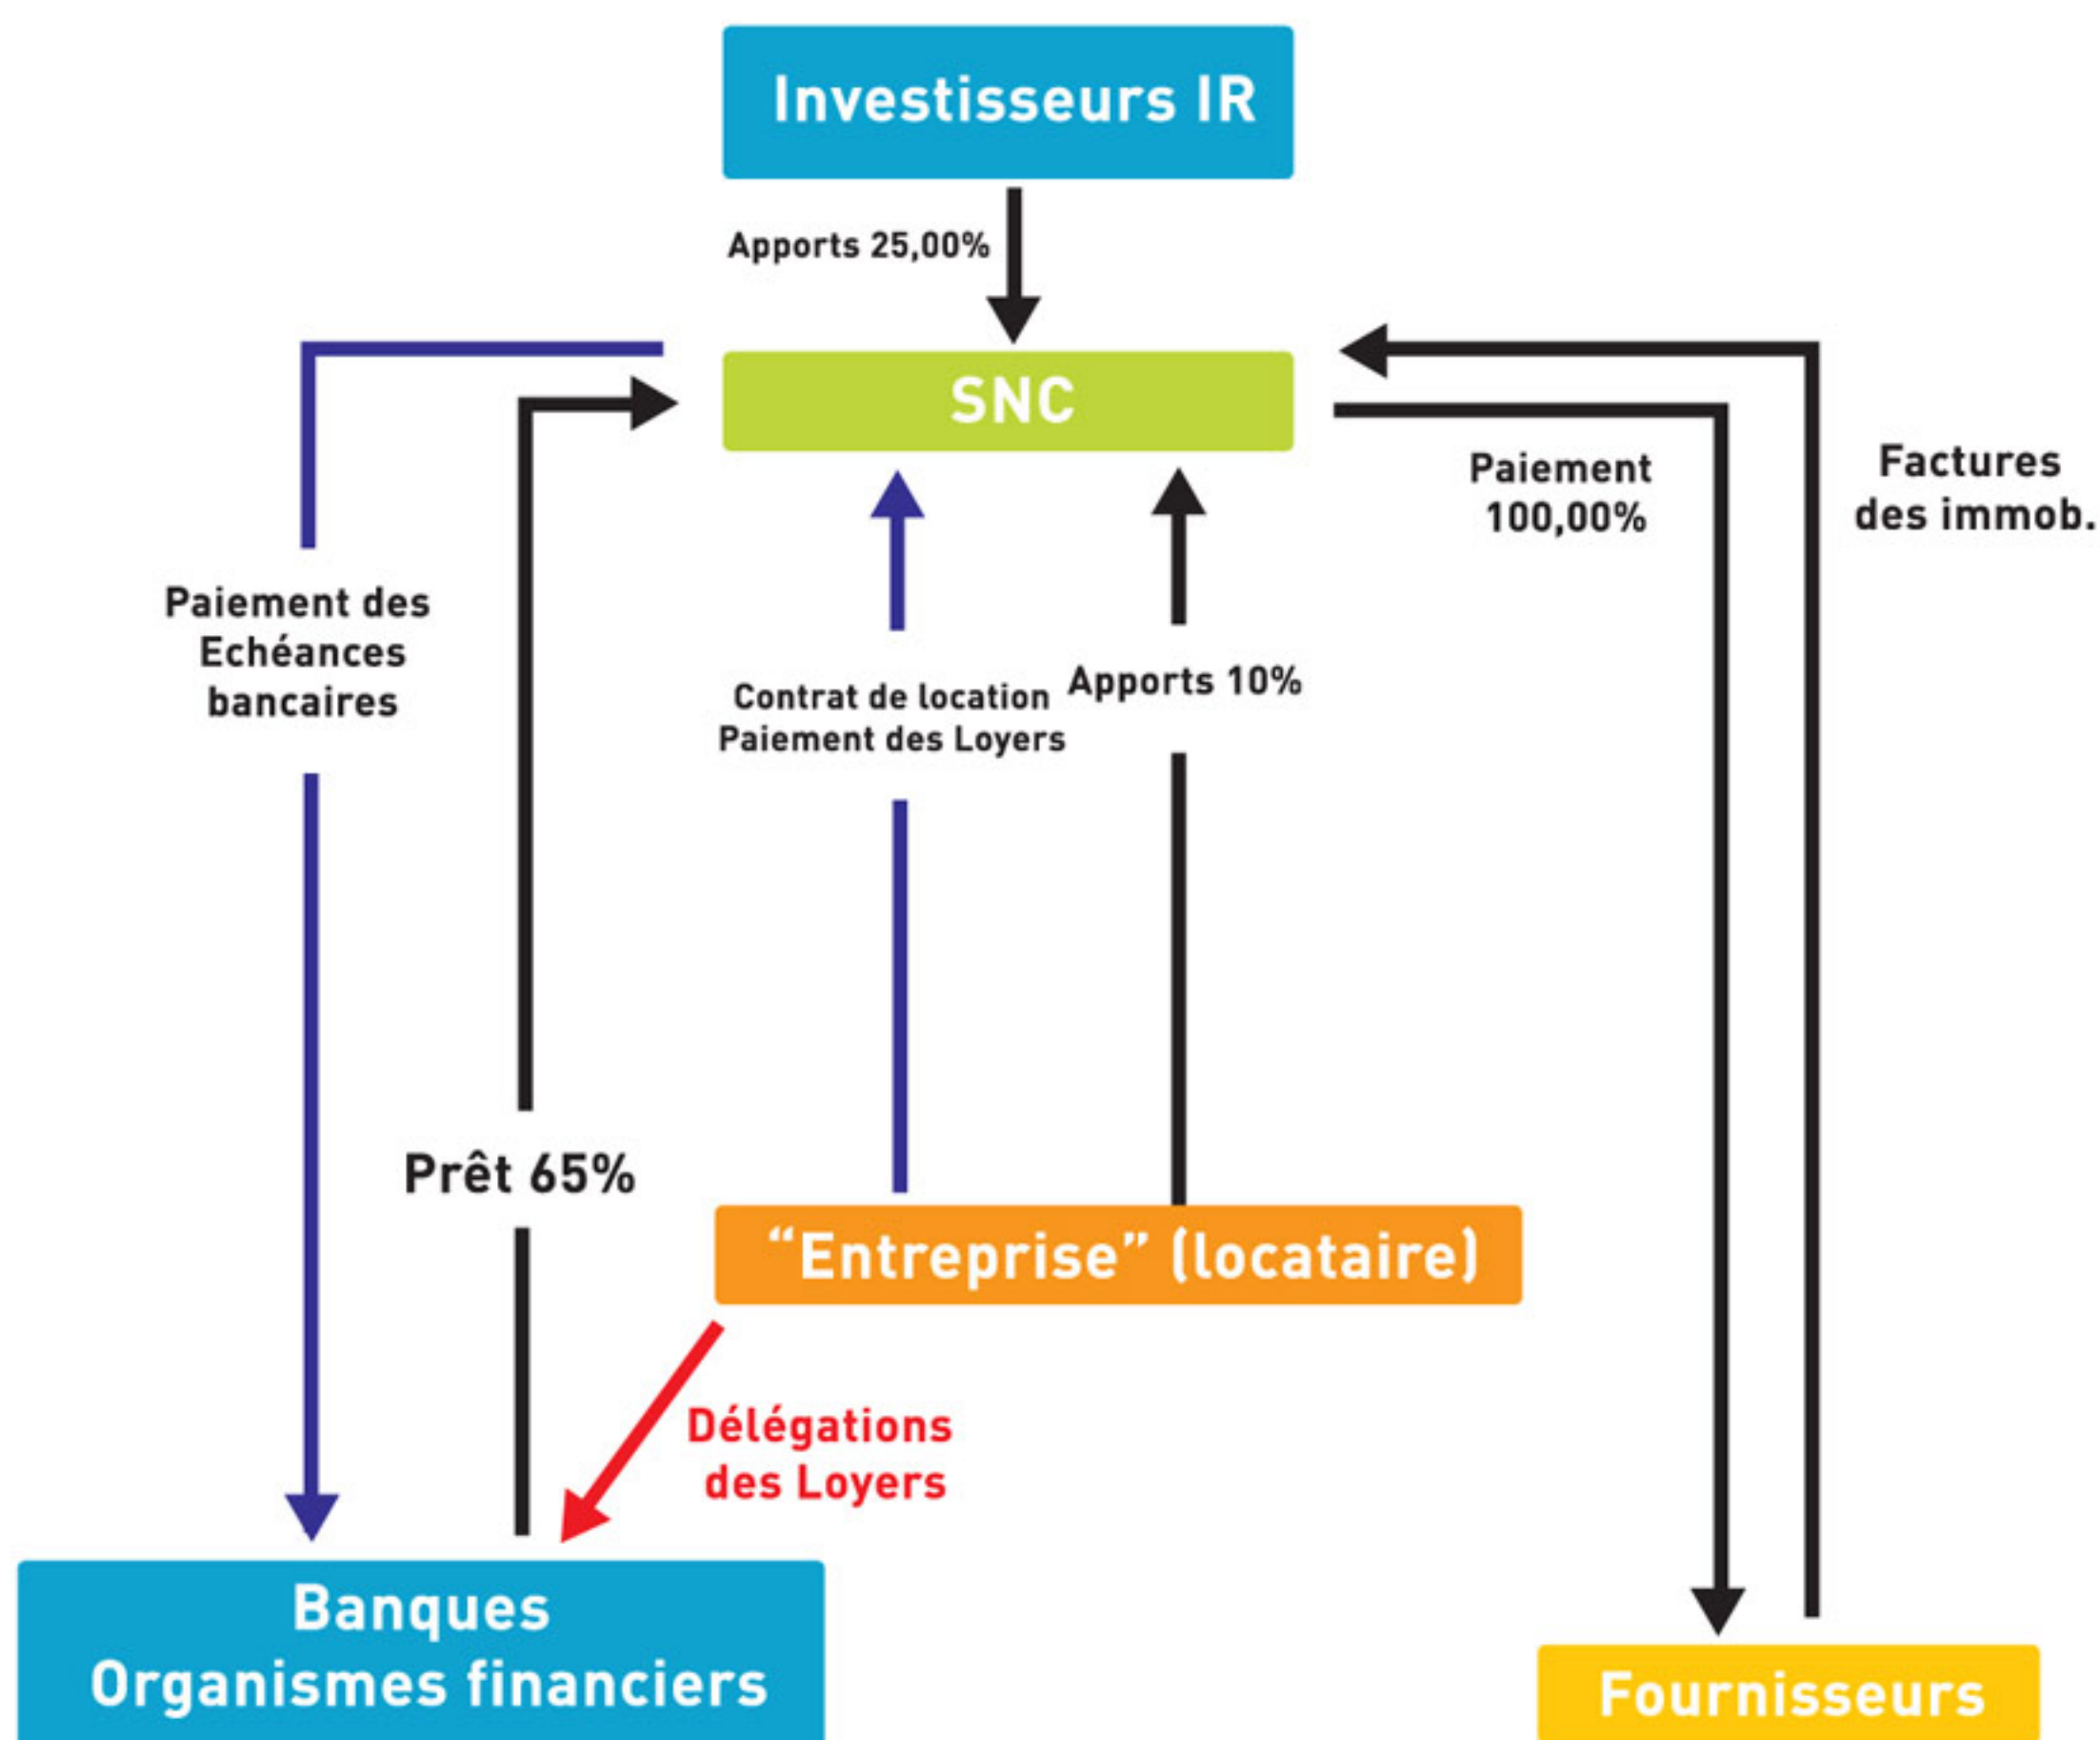 Investisseurs IR
Apports 25,00%
SNC
Paiement
100,00%
Factures
des immob.
Paiement des
Echéances
bancaires
Contrat de location
Paiement des Loyers
Apports 10%
Prêt 65%
“Entreprise” (locataire)
Délégations
des Loyers
Banques
Organismes financiers
Fournisseurs